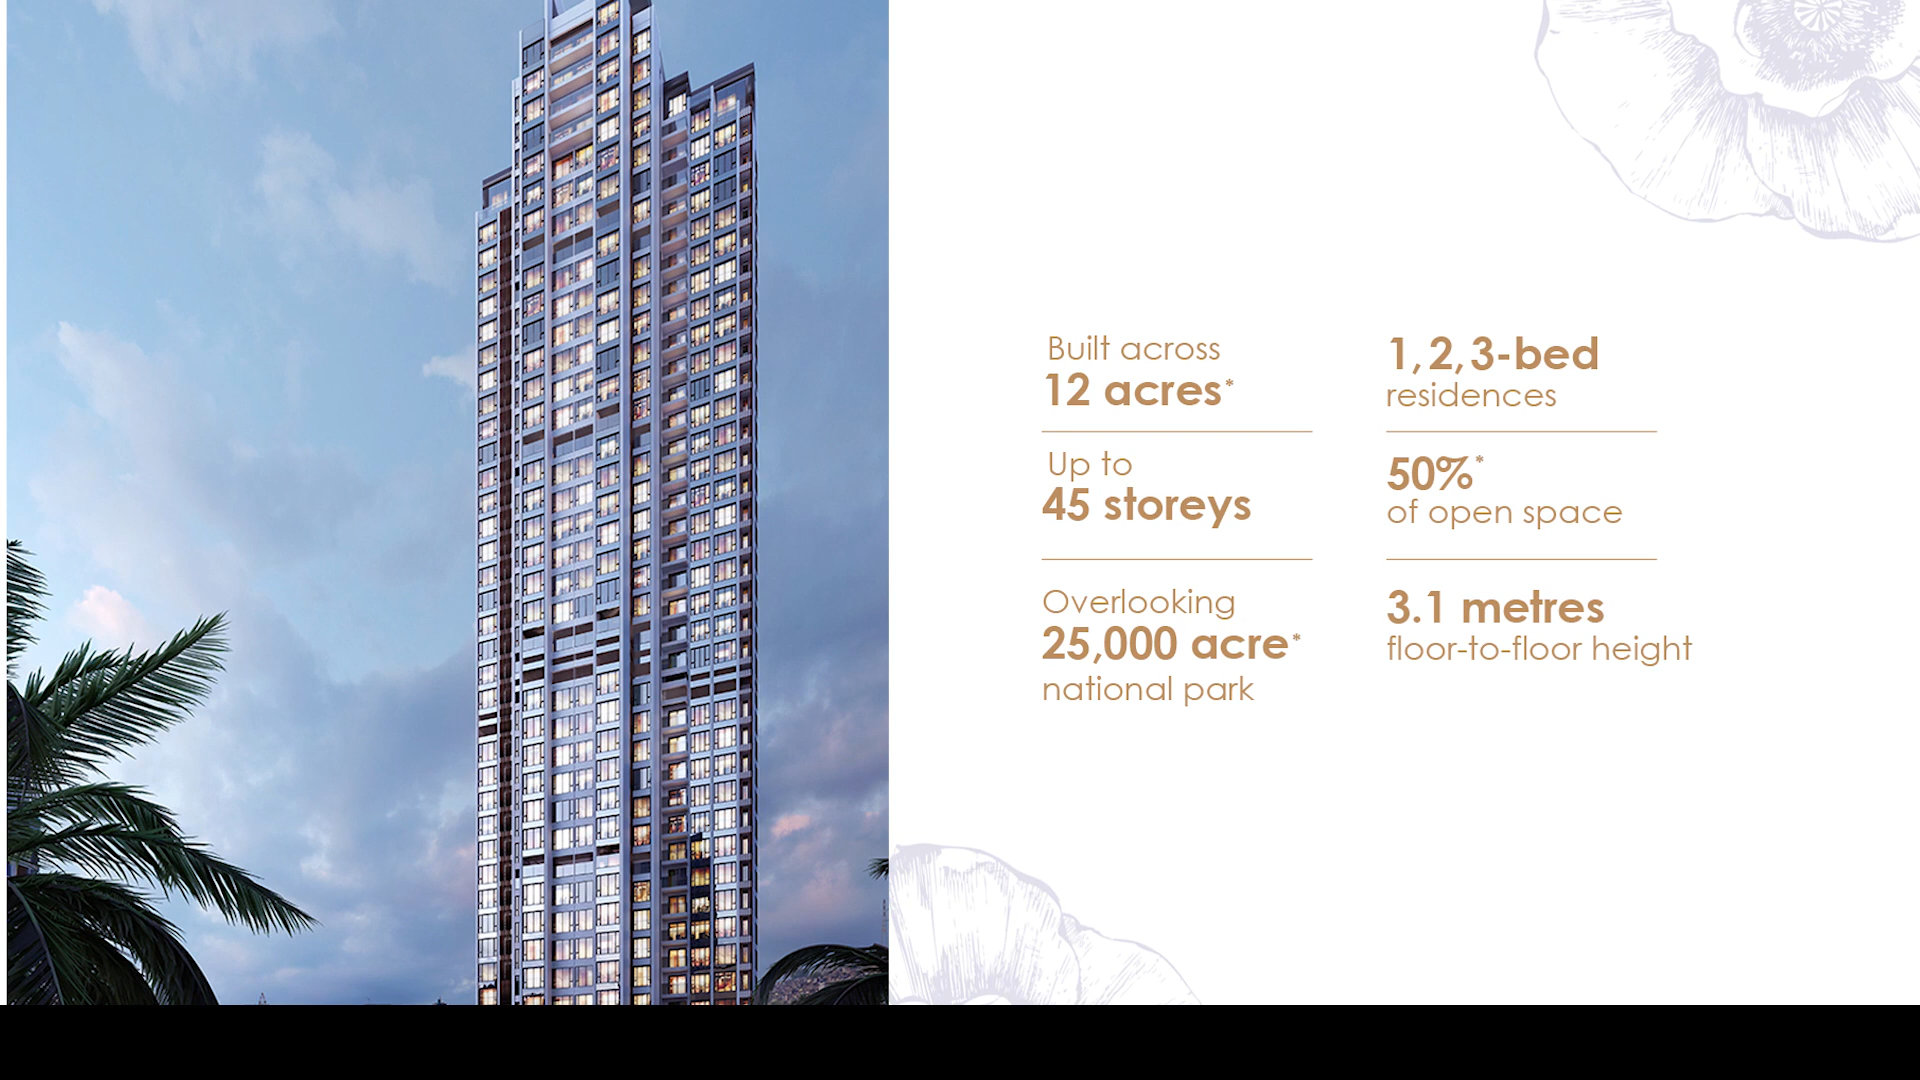 Built across
12 acres*
Up to
45 storeys
Overlooking
25,000 acre*
national park
1, 2, 3-bed
residences
50%*
of open space
3.1 metres
floor-to-floor height